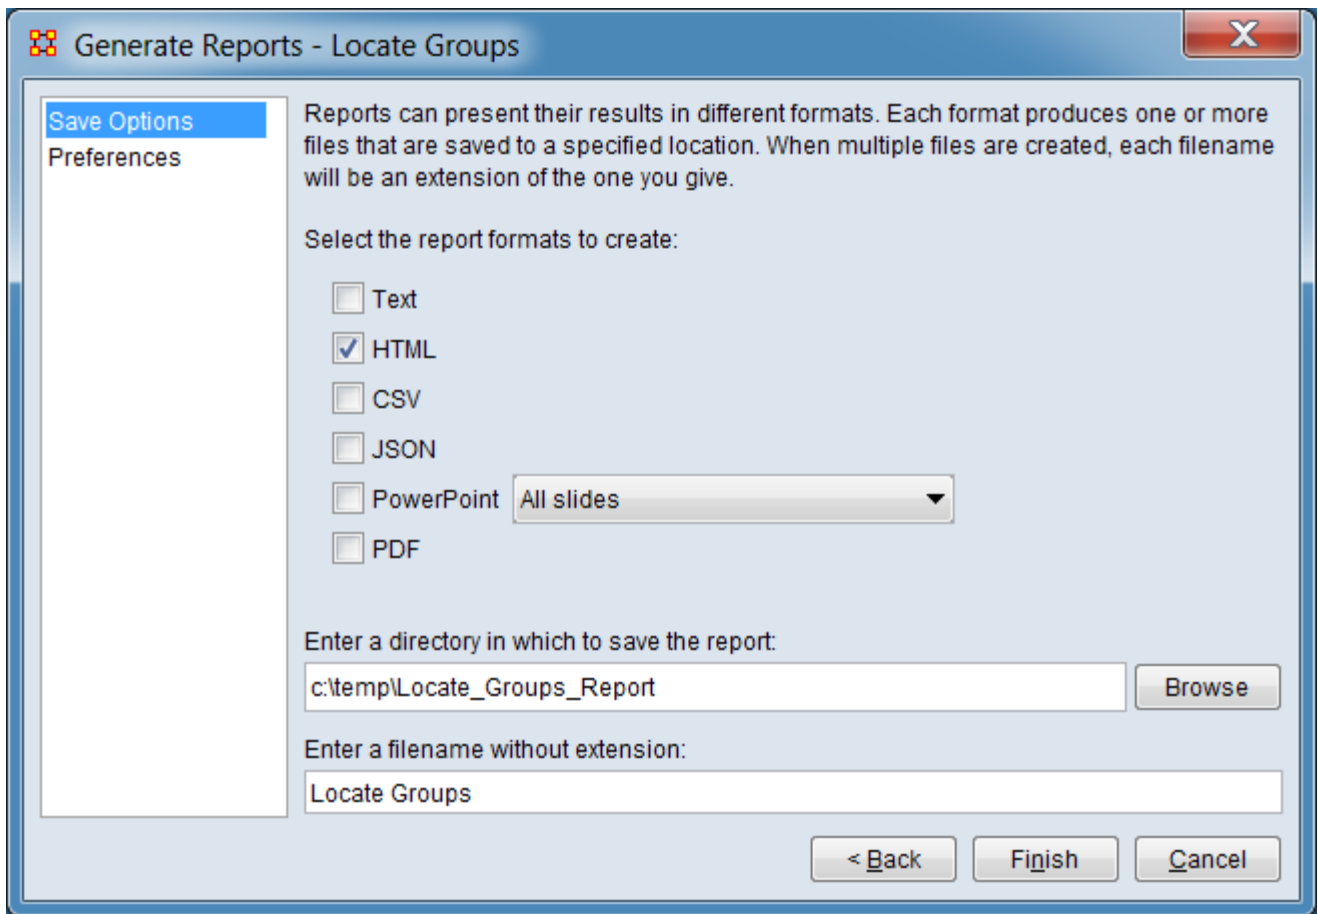 Generate Reports - Locate Groups
Save Options
Preferences
Reports can present their results in different formats. Each format produces one or more
files that are saved to a specified location. When multiple files are created, each filename
will be an extension of the one you give.
Select the report formats to create:
Text
HTML
CSV
JSON
PowerPoint All slides
PDF
Enter a directory in which to save the report:
c:\temp\Locate_Groups_Report Browse
Enter a filename without extension:
Locate Groups
< Back Finish Cancel